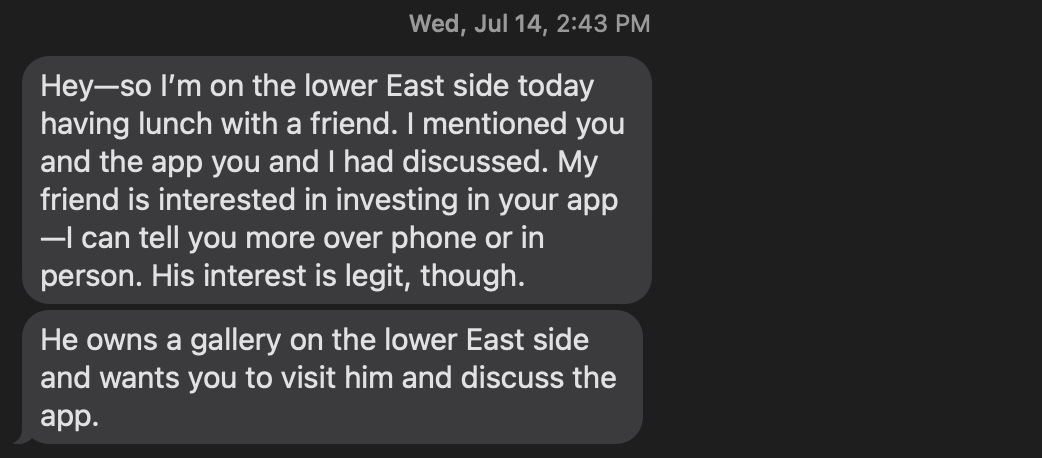 Wed, Jul 14, 2:43 PM
Hey—so I’m on the lower East side today
having lunch with a friend. I mentioned you
and the app you and I had discussed. My
friend is interested in investing in your app
—I can tell you more over phone or in
person. His interest is legit, though.
He owns a gallery on the lower East side
and wants you to visit him and discuss the
app.